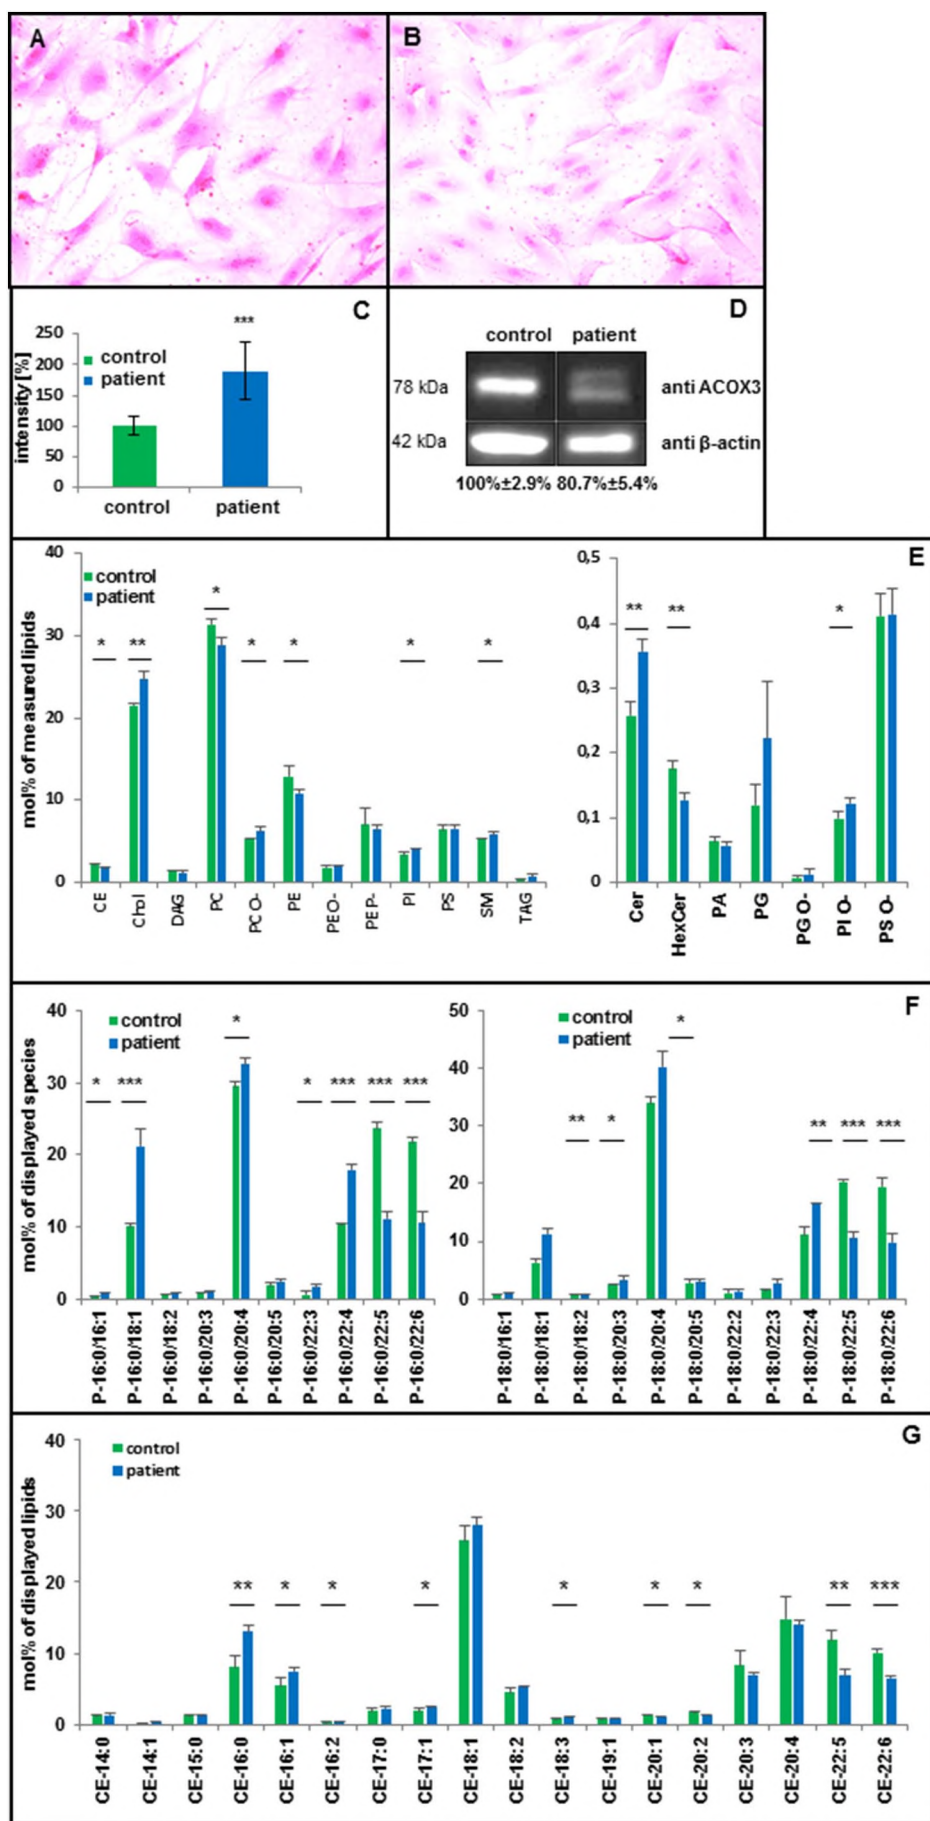 A
B
C
intensity [%]
250
200
150
100
50
0
control
patient
***
control
patient
D
control
patient
78 kDa
anti ACOX3
42 kDa
anti β-actin
100%±2.9%
80.7%±5.4%
E
mol% of measured lipids
40
30
20
10
0
control
patient
*
**
*
*
*
*
*
CE
Chol
DAG
PC
PC O-
PE
PE O-
PE P-
PI
PS
SM
TAG
0,5
0,4
0,3
0,2
0,1
0
**
**
*
Cer
HexCer
PA
PG
PG O-
PI O-
PS O-
F
mol% of displayed species
40
30
20
10
0
control
patient
*
***
*
*
***
***
***
P-16:0/16:1
P-16:0/18:1
P-16:0/18:2
P-16:0/20:3
P-16:0/20:4
P-16:0/20:5
P-16:0/22:3
P-16:0/22:4
P-16:0/22:5
P-16:0/22:6
50
40
30
20
10
0
control
patient
**
*
*
**
***
***
P-18:0/16:1
P-18:0/18:1
P-18:0/18:2
P-18:0/20:3
P-18:0/20:4
P-18:0/20:5
P-18:0/22:2
P-18:0/22:3
P-18:0/22:4
P-18:0/22:5
P-18:0/22:6
G
mol% of displayed lipids
40
30
20
10
0
control
patient
**
*
*
*
*
*
*
**
***
CE-14:0
CE-14:1
CE-15:0
CE-16:0
CE-16:1
CE-16:2
CE-17:0
CE-17:1
CE-18:1
CE-18:2
CE-18:3
CE-19:1
CE-20:1
CE-20:2
CE-20:3
CE-20:4
CE-22:5
CE-22:6